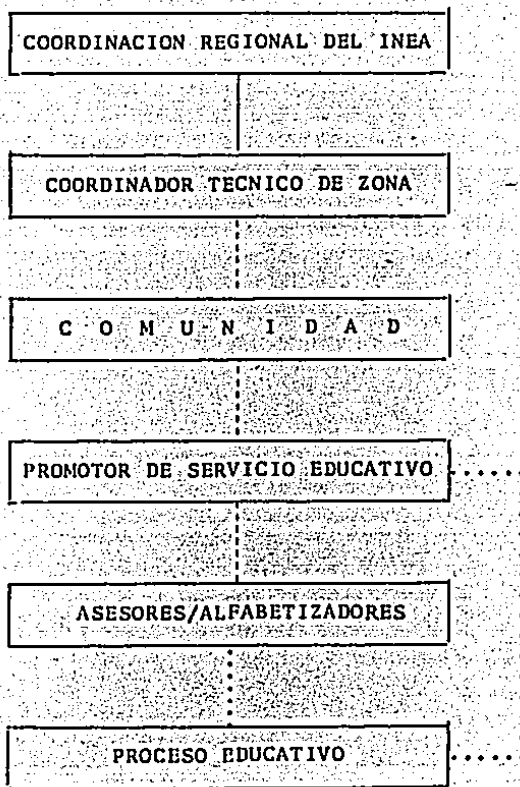 COORDINACION REGIONAL DEL INEA
COORDINADOR TECNICO DE ZONA
C O M U N I D A D
PROMOTOR DE SERVICIO EDUCATIVO
ASESORES/ALFABETIZADORES
PROCESO EDUCATIVO